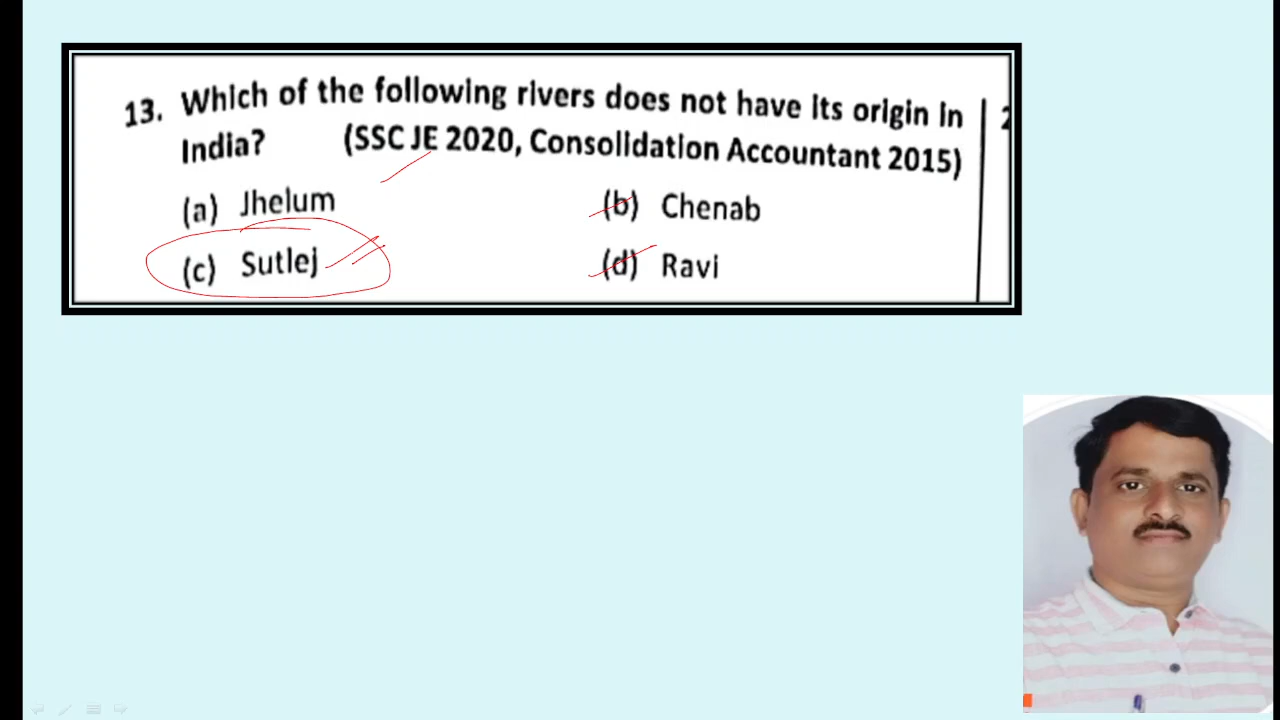 13. Which of the following rivers does not have its origin in
India? (SSC JE 2020, Consolidation Accountant 2015)
(a) Jhelum (b) Chenab
(c) Sutlej (d) Ravi